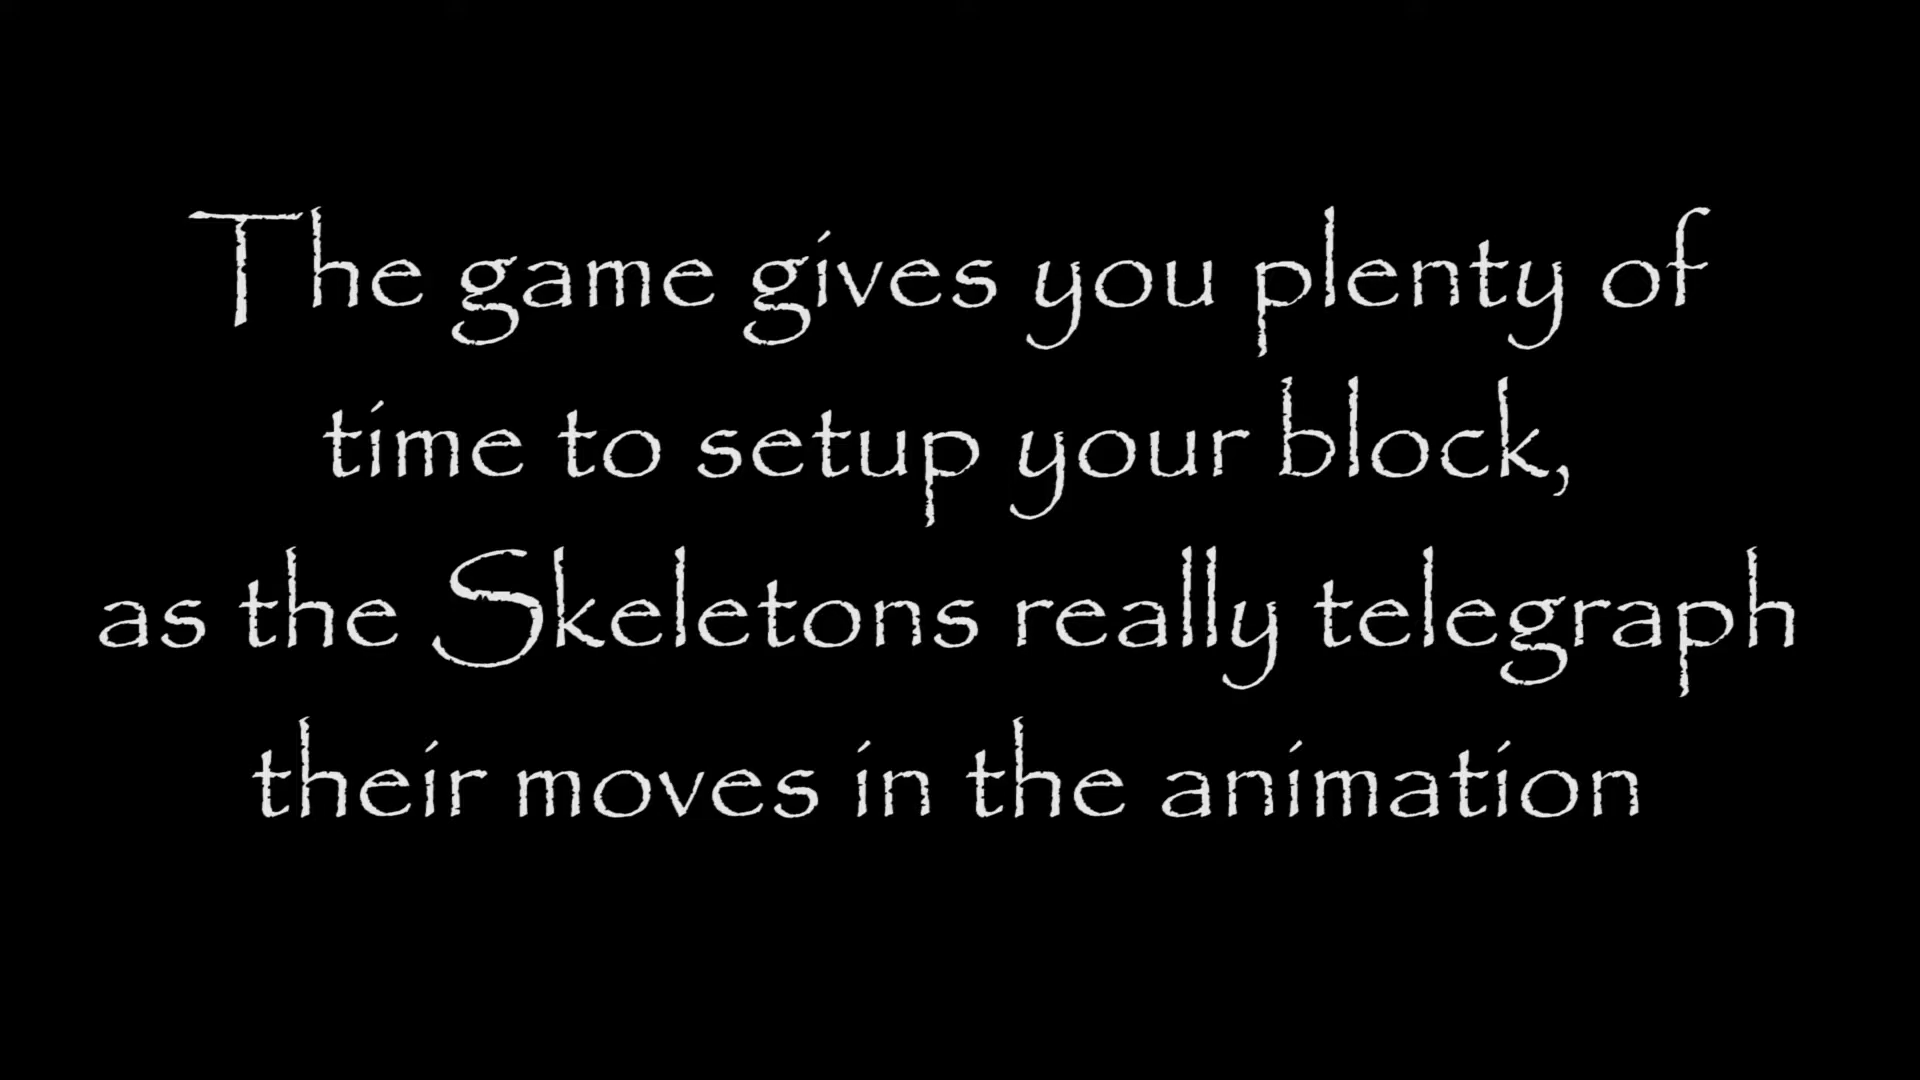 The game gives you plenty of
time to setup your block,
as the Skeletons really telegraph
their moves in the animation